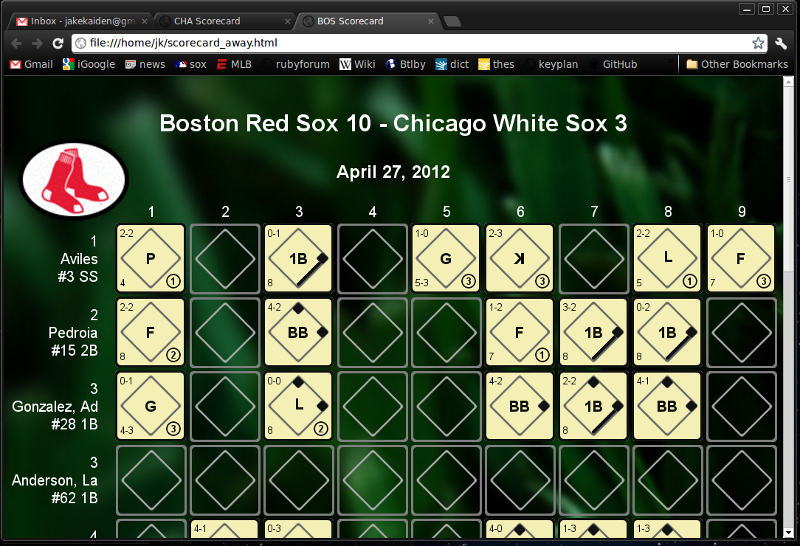 Inbox - jakekaiden@gm
CHA Scorecard
BOS Scorecard
file:///home/jk/scorecard_away.html
Gmail iGoogle news sox MLB rubyforum Wiki Btlby dict thes keyplan GitHub Other Bookmarks
Boston Red Sox 10 - Chicago White Sox 3
April 27, 2012
1 2 3 4 5 6 7 8 9
1
Aviles
#3 SS
2-2 P 4 1
0-1 1B 8
1-0 G 5-3 3
2-3 K 3
2-2 L 5 1
1-0 F 7 3
2
Pedroia
#15 2B
2-2 F 8 2
4-2 BB
1-2 F 7 1
3-2 1B 8
0-2 1B 8
3
Gonzalez, Ad
#28 1B
0-1 G 4-3 3
0-0 L 8 2
4-2 BB
2-2 1B 8
4-1 BB
3
Anderson, La
#62 1B
4
4-1 0-3 4-0 1-3 1-3